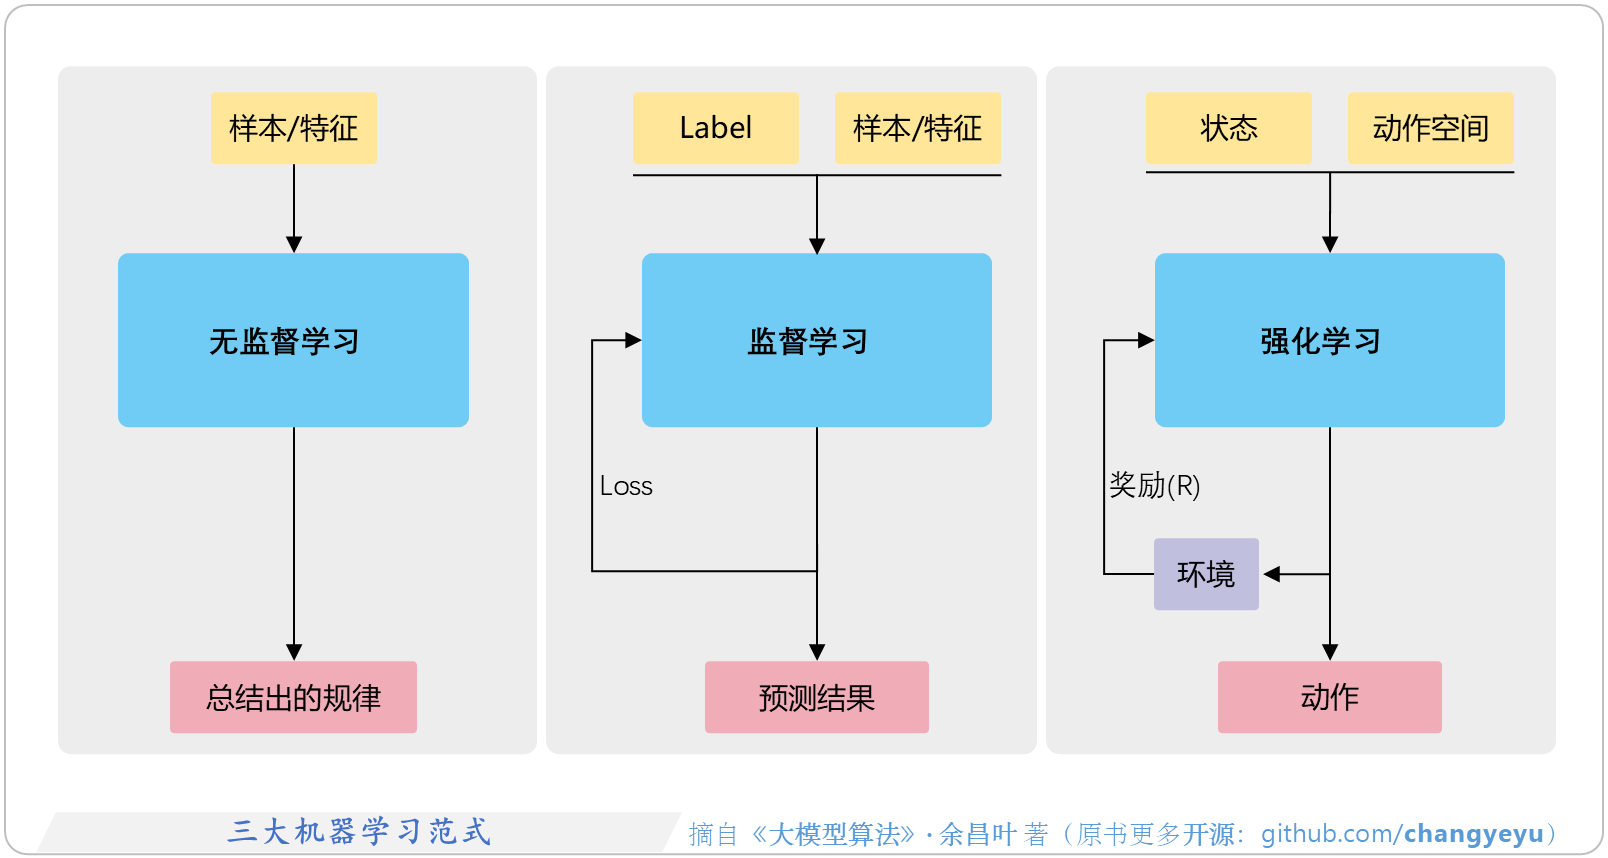 样本/特征
无监督学习
总结出的规律
Label
样本/特征
监督学习
Loss
预测结果
状态
动作空间
强化学习
奖励(R)
环境
动作
三大机器学习范式
摘自《大模型算法》· 余昌叶 著（原书更多开源：github.com/changyeyu）